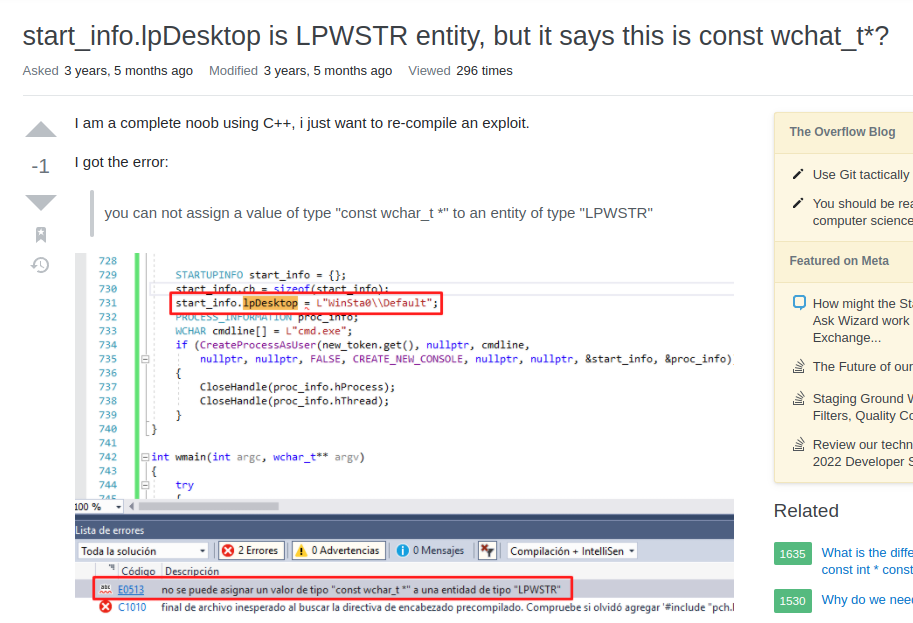 start_info.lpDesktop is LPWSTR entity, but it says this is const wchat_t*?
Asked 3 years, 5 months ago Modified 3 years, 5 months ago Viewed 296 times
I am a complete noob using C++, i just want to re-compile an exploit.
-1
I got the error:
you can not assign a value of type "const wchar_t *" to an entity of type "LPWSTR"
728
729 STARTUPINFO start_info = {};
730 start_info.cb = sizeof(start_info);
731 start_info.lpDesktop = L"WinSta0\\Default";
732 PROCESS_INFORMATION proc_info;
733 WCHAR cmdline[] = L"cmd.exe";
734 if (CreateProcessAsUser(new_token.get(), nullptr, cmdline,
735 nullptr, nullptr, FALSE, CREATE_NEW_CONSOLE, nullptr, nullptr, &start_info, &proc_info)
736 {
737 CloseHandle(proc_info.hProcess);
738 CloseHandle(proc_info.hThread);
739 }
740 }
741
742 int wmain(int argc, wchar_t** argv)
743 {
744 try
745 {
100 %
Lista de errores
Toda la solución 2 Errores 0 Advertencias 0 Mensajes Compilación + IntelliSen
Código Descripción
abc E0513 no se puede asignar un valor de tipo "const wchar_t *" a una entidad de tipo "LPWSTR"
C1010 final de archivo inesperado al buscar la directiva de encabezado precompilado. Compruebe si olvidó agregar '#include "pch.
The Overflow Blog
Use Git tactically
You should be rea
computer science
Featured on Meta
How might the Sta
Ask Wizard work
Exchange...
The Future of our
Staging Ground W
Filters, Quality Co
Review our techn
2022 Developer S
Related
1635 What is the diffe
const int * const
1530 Why do we need